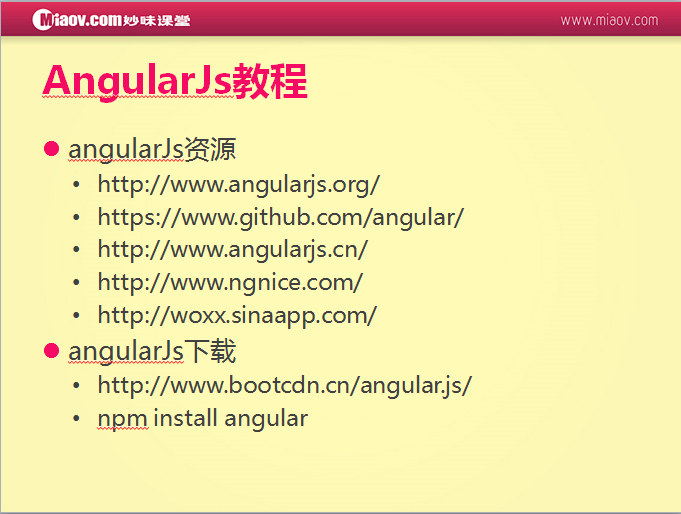 Miaov.com妙味课堂
www.miaov.com
AngularJs教程
angularJs资源
http://www.angularjs.org/
https://www.github.com/angular/
http://www.angularjs.cn/
http://www.ngnice.com/
http://woxx.sinaapp.com/
angularJs下载
http://www.bootcdn.cn/angular.js/
npm install angular